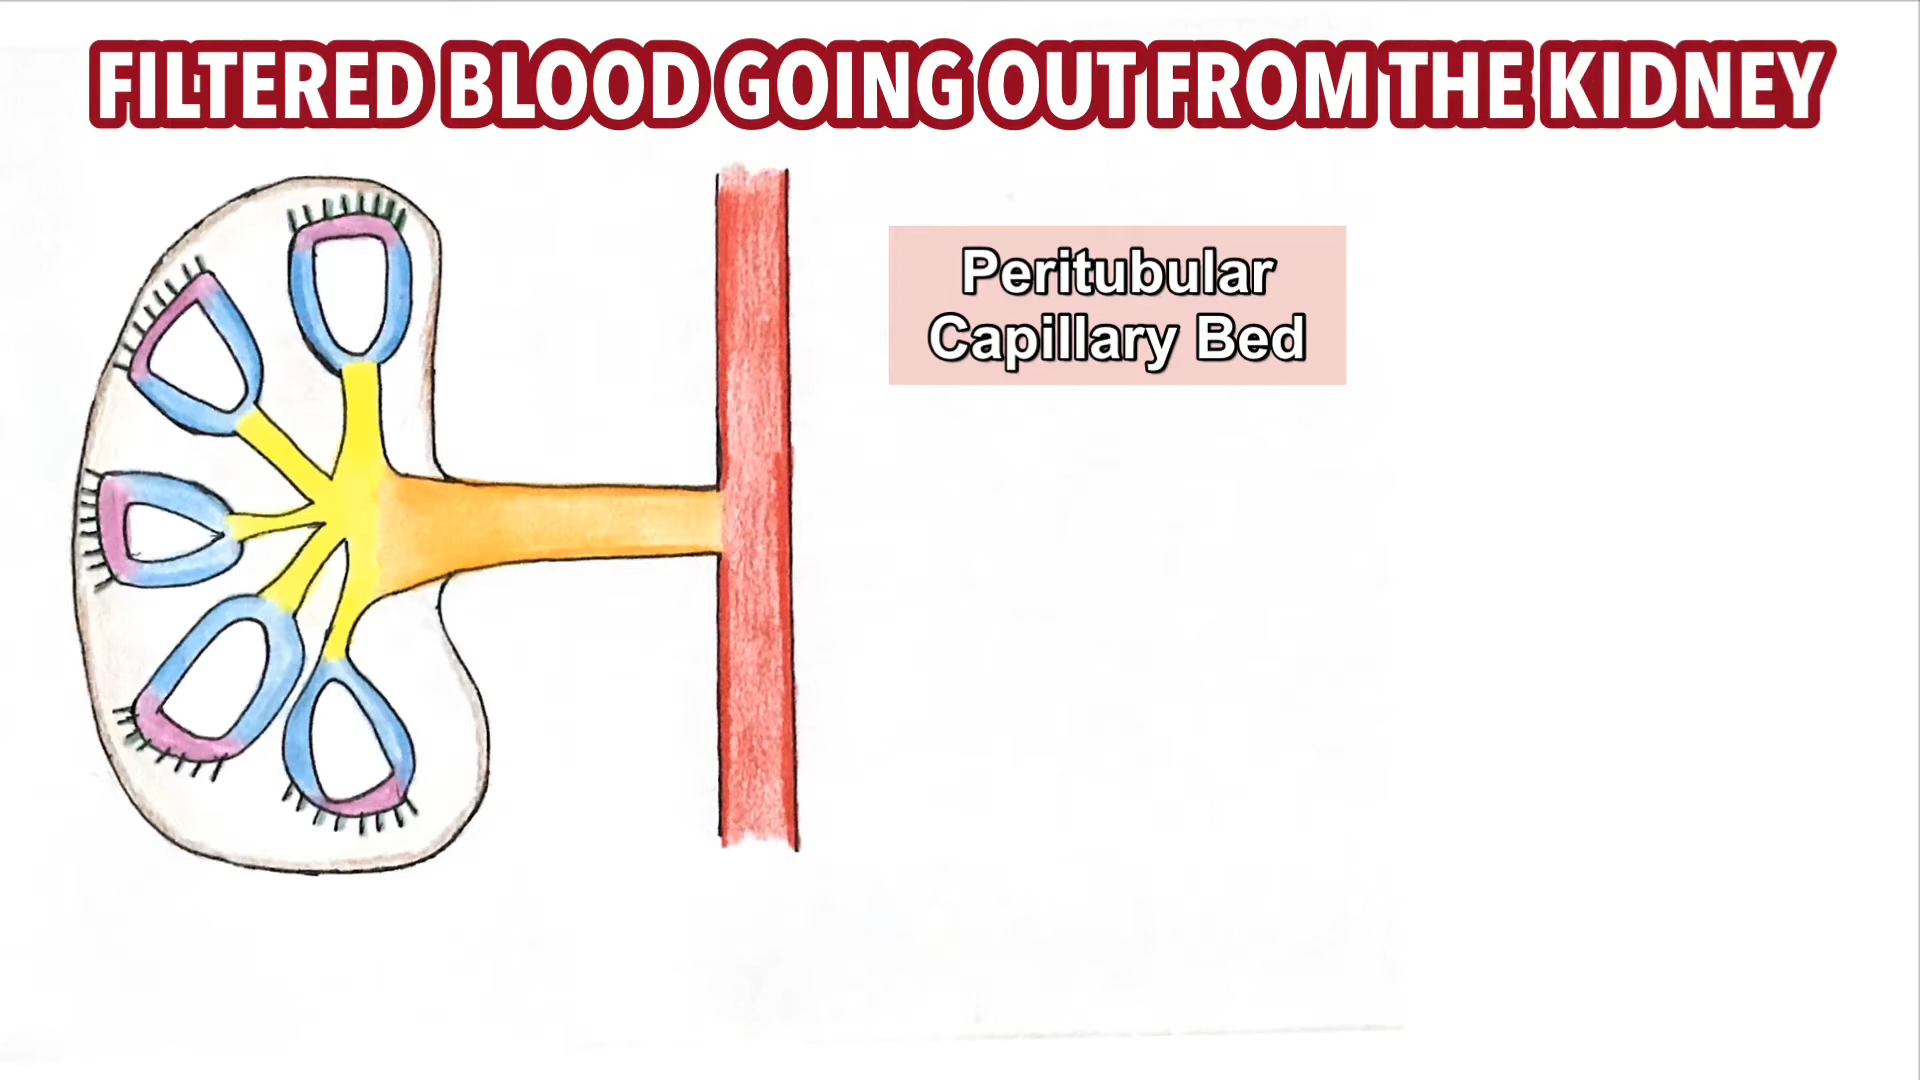 FILTERED BLOOD GOING OUT FROM THE KIDNEY
Peritubular
Capillary Bed